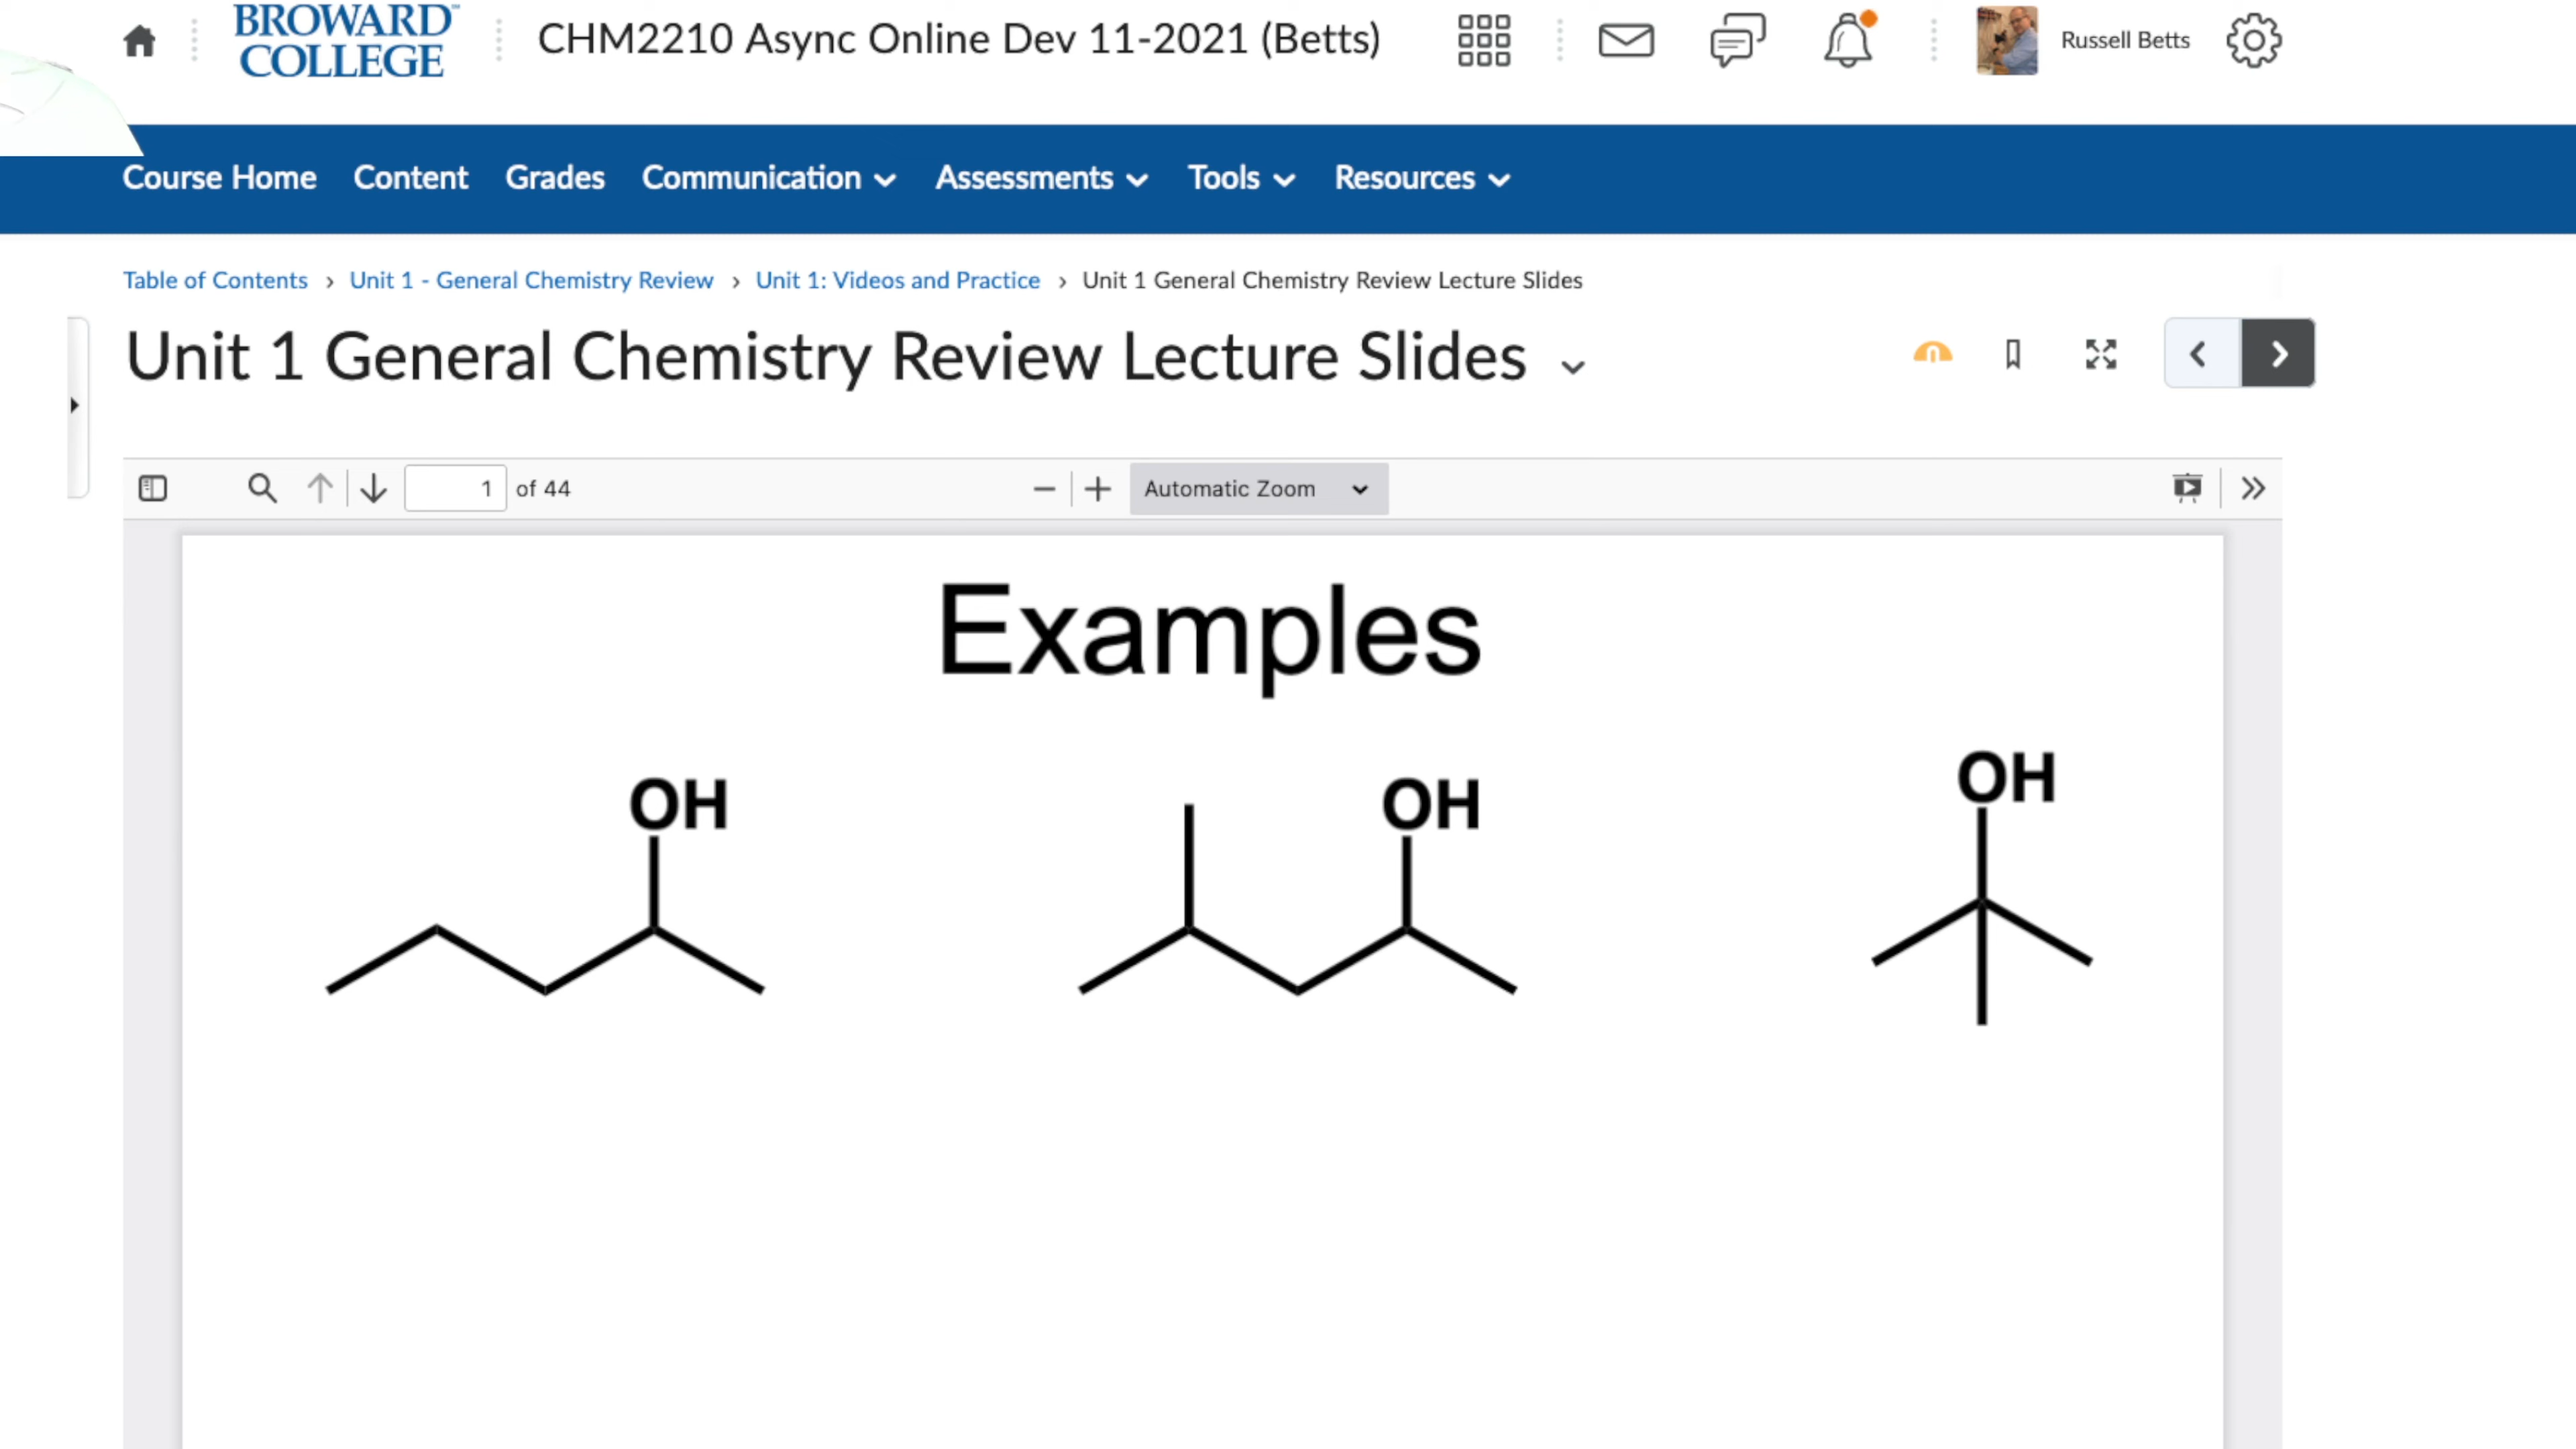 BROWARD™
COLLEGE
CHM2210 Async Online Dev 11-2021 (Betts)
Russell Betts
Course Home Content Grades Communication Assessments Tools Resources
Table of Contents › Unit 1 - General Chemistry Review › Unit 1: Videos and Practice › Unit 1 General Chemistry Review Lecture Slides
Unit 1 General Chemistry Review Lecture Slides
1 of 44 Automatic Zoom
Examples
OH OH OH